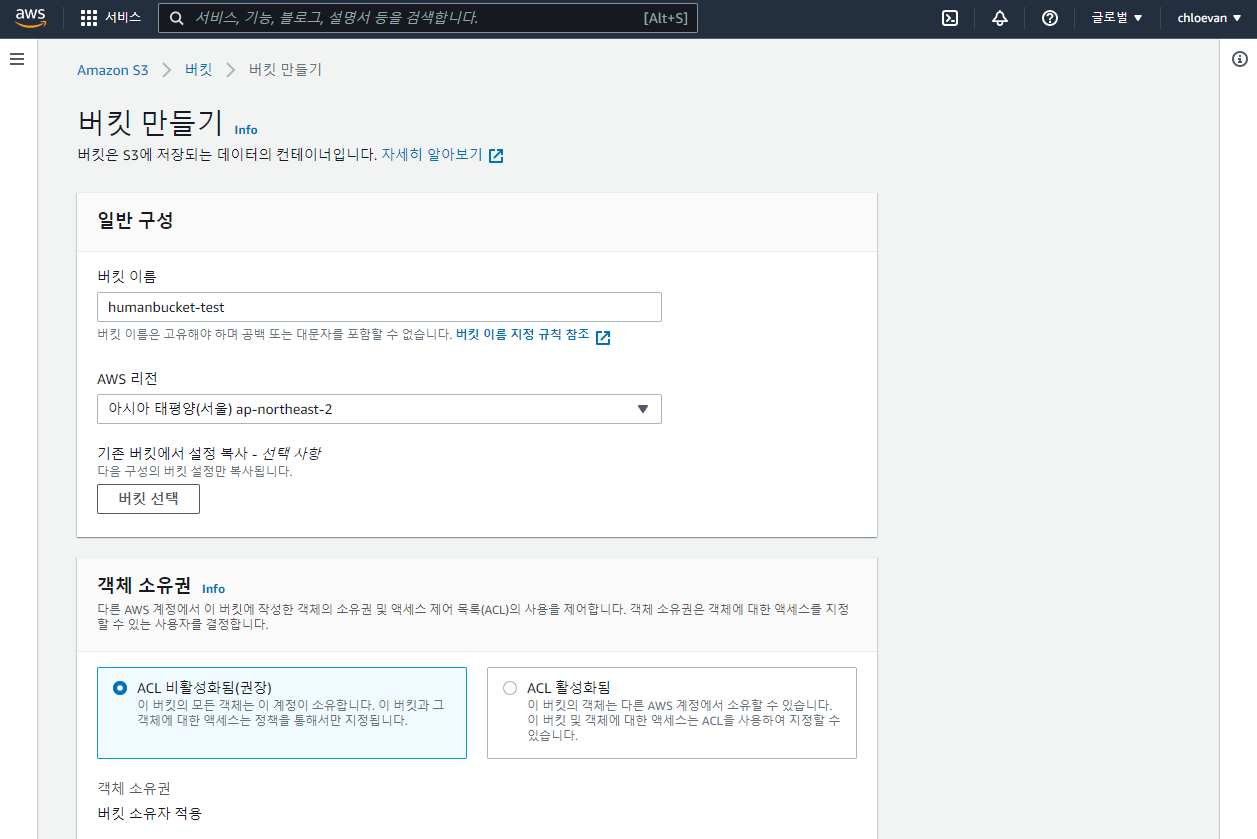 aws 서비스 서비스, 기능, 블로그, 설명서 등을 검색합니다. [Alt+S] 글로벌 chloevan
Amazon S3 버킷 버킷 만들기
버킷 만들기 Info
버킷은 S3에 저장되는 데이터의 컨테이너입니다. 자세히 알아보기
일반 구성
버킷 이름
humanbucket-test
버킷 이름은 고유해야 하며 공백 또는 대문자를 포함할 수 없습니다. 버킷 이름 지정 규칙 참조
AWS 리전
아시아 태평양(서울) ap-northeast-2
기존 버킷에서 설정 복사 - 선택 사항
다음 구성의 버킷 설정만 복사됩니다.
버킷 선택
객체 소유권 Info
다른 AWS 계정에서 이 버킷에 작성한 객체의 소유권 및 액세스 제어 목록(ACL)의 사용을 제어합니다. 객체 소유권은 객체에 대한 액세스를 지정
할 수 있는 사용자를 결정합니다.
ACL 비활성화됨(권장)
이 버킷의 모든 객체는 이 계정이 소유합니다. 이 버킷과 그
객체에 대한 액세스는 정책을 통해서만 지정됩니다.
ACL 활성화됨
이 버킷의 객체는 다른 AWS 계정에서 소유할 수 있습니다.
이 버킷 및 객체에 대한 액세스는 ACL을 사용하여 지정할 수
있습니다.
객체 소유권
버킷 소유자 적용